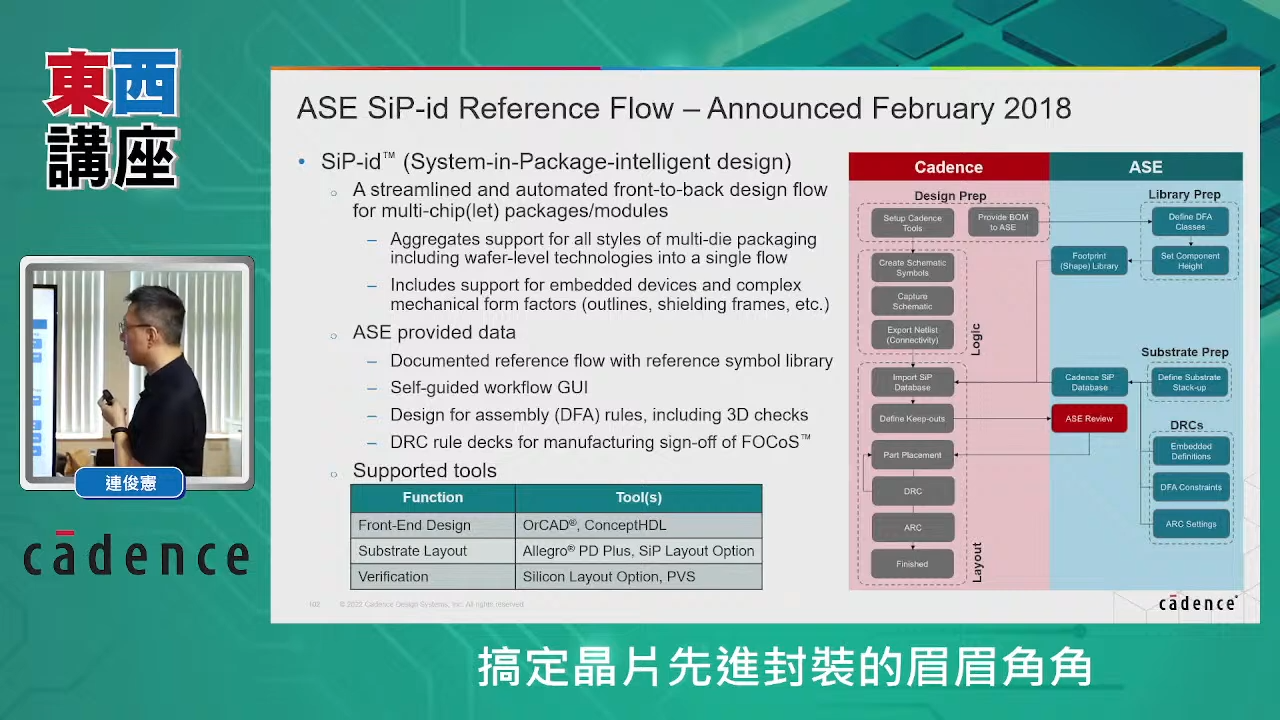 東西
講座
連俊憲
cādence
ASE SiP-id Reference Flow – Announced February 2018
• SiP-id™ (System-in-Package-intelligent design)
○ A streamlined and automated front-to-back design flow
for multi-chip(let) packages/modules
– Aggregates support for all styles of multi-die packaging
including wafer-level technologies into a single flow
– Includes support for embedded devices and complex
mechanical form factors (outlines, shielding frames, etc.)
○ ASE provided data
– Documented reference flow with reference symbol library
– Self-guided workflow GUI
– Design for assembly (DFA) rules, including 3D checks
– DRC rule decks for manufacturing sign-off of FOCoS™
○ Supported tools
Function Tool(s)
Front-End Design OrCAD®, ConceptHDL
Substrate Layout Allegro® PD Plus, SiP Layout Option
Verification Silicon Layout Option, PVS
Cadence
Design Prep
Setup Cadence
Tools
Provide BOM
to ASE
Create Schematic
Symbols
Capture
Schematic
Export Netlist
(Connectivity)
Logic
Import SiP
Database
Define Keep-outs
Part Placement
DRC
ARC
Finished
Layout
ASE
Library Prep
Define DFA
Classes
Footprint
(Shape) Library
Set Component
Height
Substrate Prep
Cadence SiP
Database
Define Substrate
Stack-up
ASE Review
DRCs
Embedded
Definitions
DFA Constraints
ARC Settings
102 © 2022 Cadence Design Systems, Inc. All rights reserved.
cādence®
搞定晶片先進封裝的眉眉角角